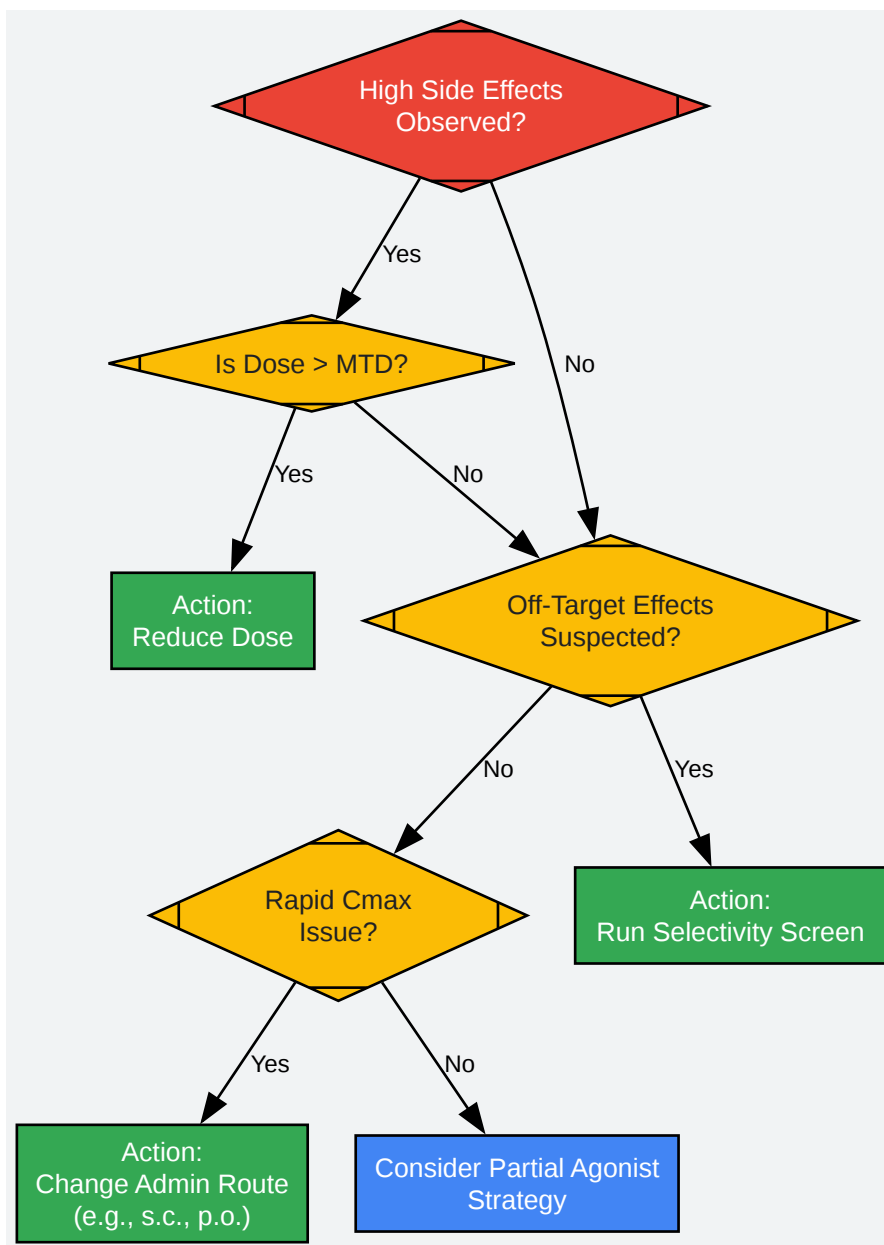 High Side Effects
Observed?
Yes
No
Is Dose > MTD?
Yes
No
Action:
Reduce Dose
Off-Target Effects
Suspected?
No
Yes
Rapid Cmax
Issue?
Action:
Run Selectivity Screen
Yes
No
Action:
Change Admin Route
(e.g., s.c., p.o.)
Consider Partial Agonist
Strategy